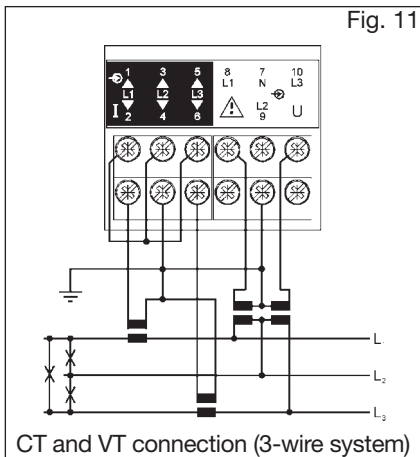 Fig. 11
1 3 5 8 7 10
L1 N L3
L1 L2 L3
I L2 U
2 4 6 9
L
L2
L3
CT and VT connection (3-wire system)